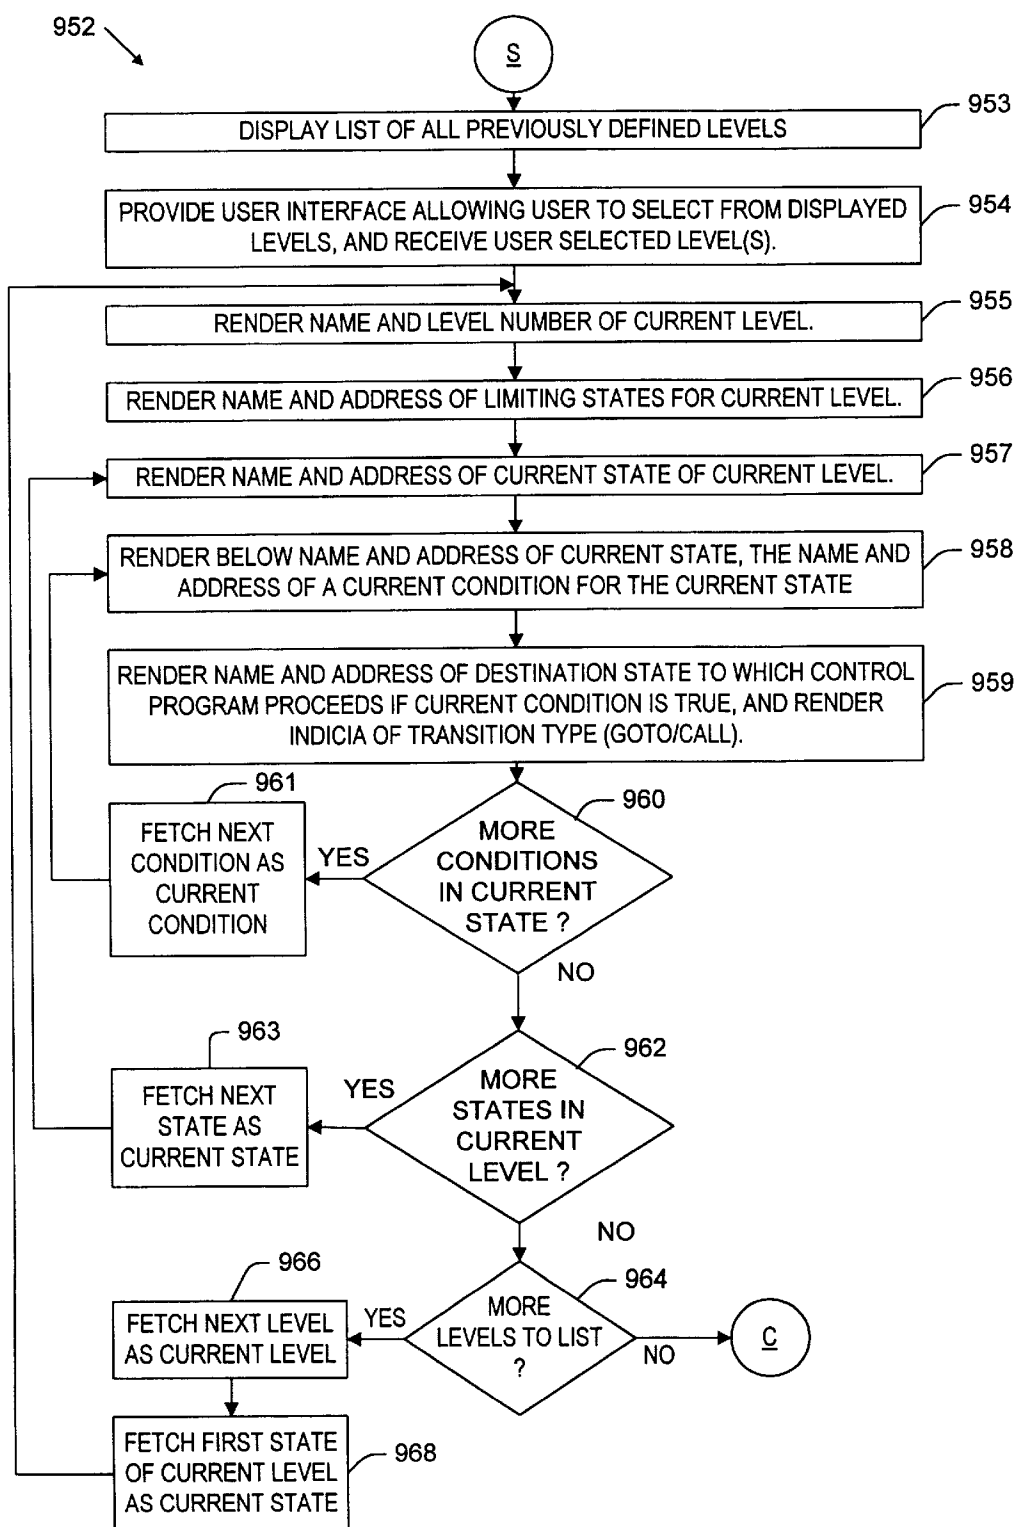 952
S
DISPLAY LIST OF ALL PREVIOUSLY DEFINED LEVELS
953
PROVIDE USER INTERFACE ALLOWING USER TO SELECT FROM DISPLAYED
LEVELS, AND RECEIVE USER SELECTED LEVEL(S).
954
RENDER NAME AND LEVEL NUMBER OF CURRENT LEVEL.
955
RENDER NAME AND ADDRESS OF LIMITING STATES FOR CURRENT LEVEL.
956
RENDER NAME AND ADDRESS OF CURRENT STATE OF CURRENT LEVEL.
957
RENDER BELOW NAME AND ADDRESS OF CURRENT STATE, THE NAME AND
ADDRESS OF A CURRENT CONDITION FOR THE CURRENT STATE
958
RENDER NAME AND ADDRESS OF DESTINATION STATE TO WHICH CONTROL
PROGRAM PROCEEDS IF CURRENT CONDITION IS TRUE, AND RENDER
INDICIA OF TRANSITION TYPE (GOTO/CALL).
959
961
FETCH NEXT
CONDITION AS
CURRENT
CONDITION
YES
MORE
CONDITIONS
IN CURRENT
STATE ?
960
NO
963
FETCH NEXT
STATE AS
CURRENT STATE
YES
MORE
STATES IN
CURRENT
LEVEL ?
962
NO
966
FETCH NEXT LEVEL
AS CURRENT LEVEL
YES
MORE
LEVELS TO LIST
?
964
NO
C
FETCH FIRST STATE
OF CURRENT LEVEL
AS CURRENT STATE
968